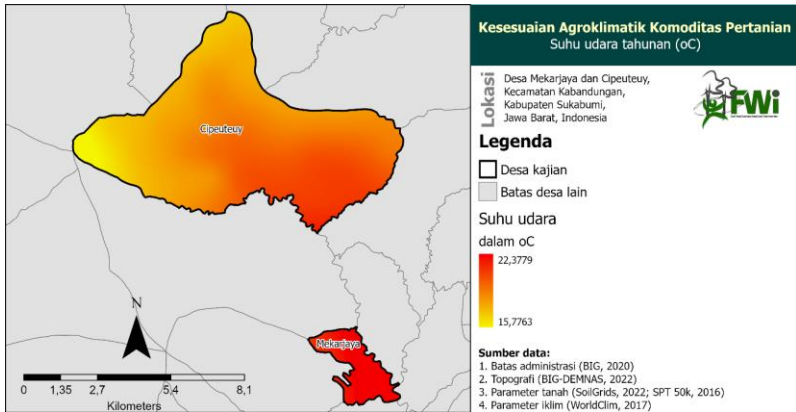 Cipeuteuy
Mekarjaya
N
0 1,35 2,7 5,4 8,1
Kilometers
Kesesuaian Agroklimatik Komoditas Pertanian
Suhu udara tahunan (oC)
Lokasi
Desa Mekarjaya dan Cipeuteuy,
Kecamatan Kabandungan,
Kabupaten Sukabumi,
Jawa Barat, Indonesia
FWi
Legenda
Desa kajian
Batas desa lain
Suhu udara
dalam oC
22,3779
15,7763
Sumber data:
1. Batas administrasi (BIG, 2020)
2. Topografi (BIG-DEMNAS, 2022)
3. Parameter tanah (SoilGrids, 2022; SPT 50k, 2016)
4. Parameter iklim (WorldClim, 2017)